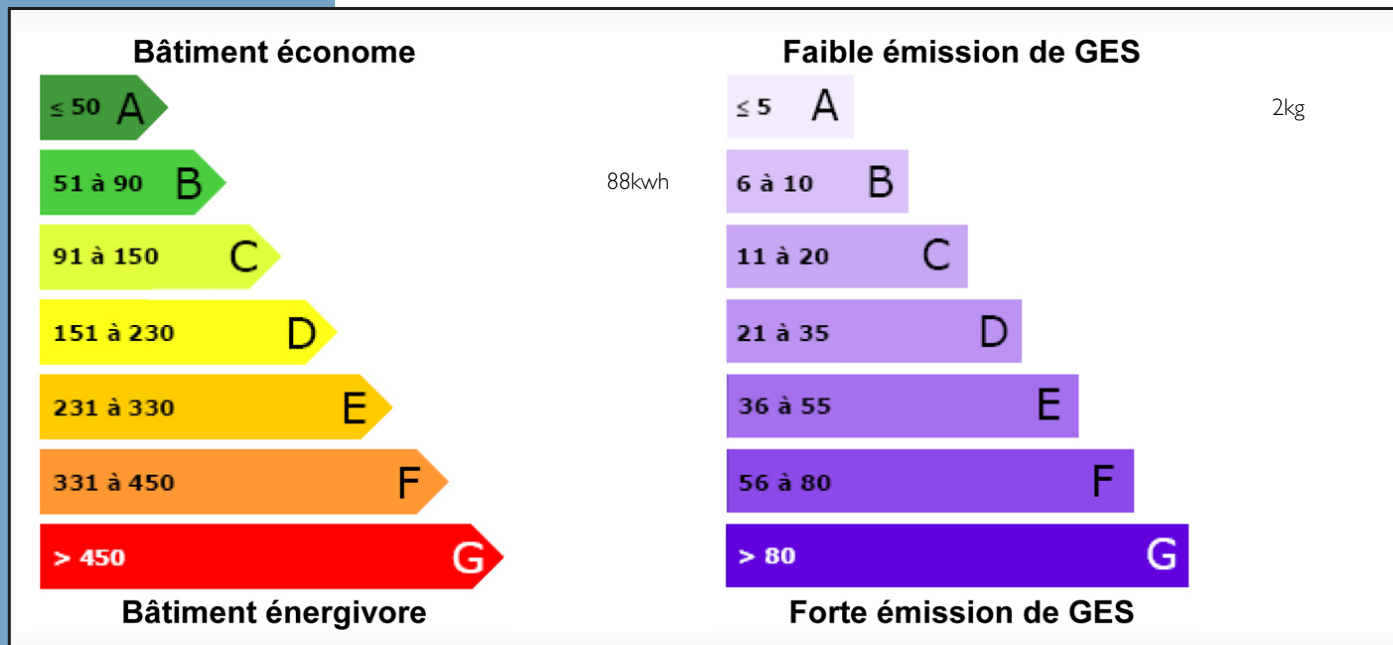 Bâtiment économe
≤ 50 A
51 à 90 B
88kwh
91 à 150 C
151 à 230 D
231 à 330 E
331 à 450 F
> 450 G
Bâtiment énergivore
Faible émission de GES
≤ 5 A
2kg
6 à 10 B
11 à 20 C
21 à 35 D
36 à 55 E
56 à 80 F
> 80 G
Forte émission de GES